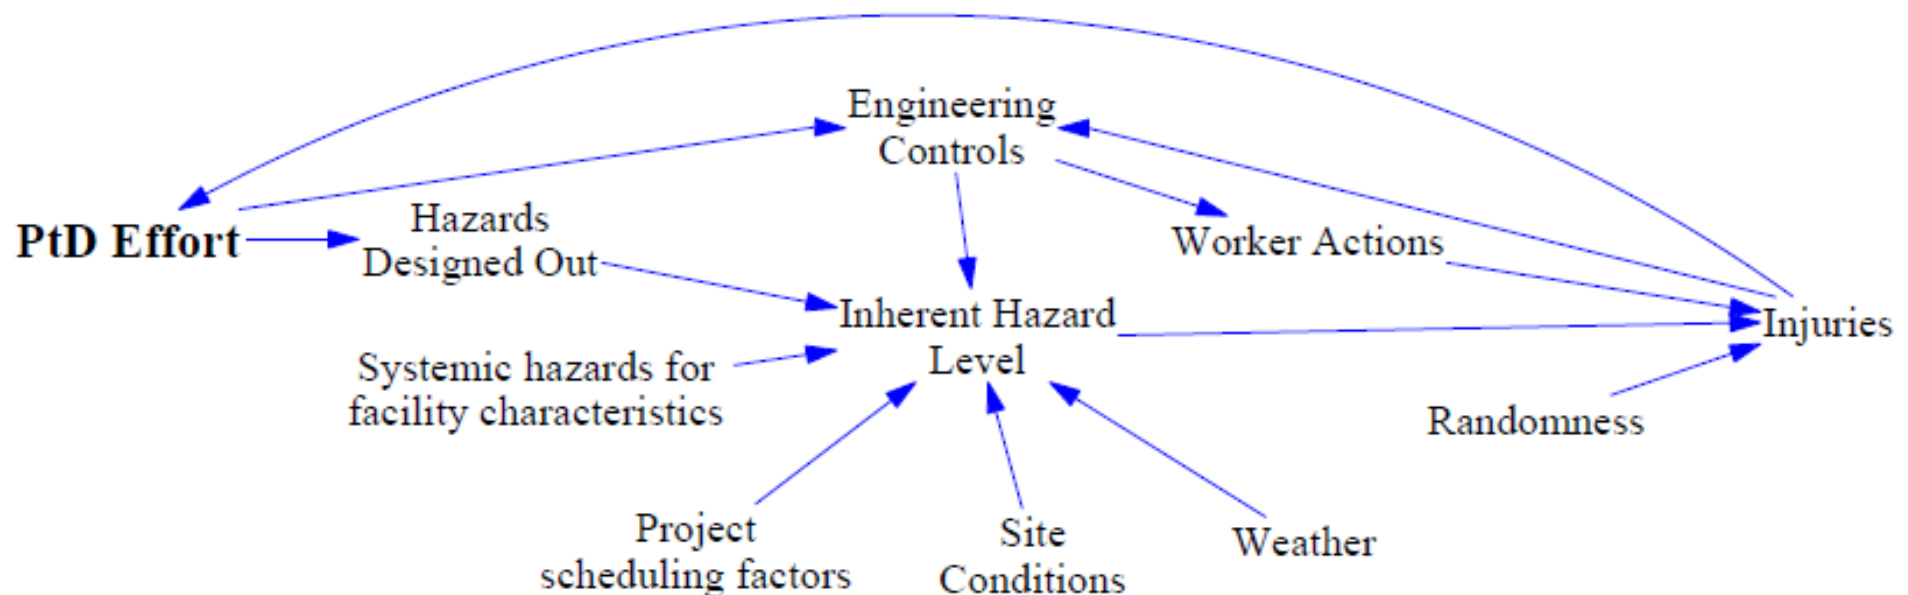 Engineering
Controls
PtD Effort
Hazards
Designed Out
Worker Actions
Inherent Hazard
Level
Injuries
Systemic hazards for
facility characteristics
Randomness
Project
scheduling factors
Site
Conditions
Weather